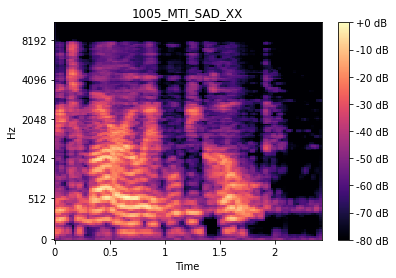 1005_MTI_SAD_XX
+0 dB
8192
-10 dB
4096
-20 dB
-30 dB
2048
Hz
-40 dB
1024
-50 dB
512
-60 dB
-70 dB
0
-80 dB
0 0.5 1 1.5 2
Time